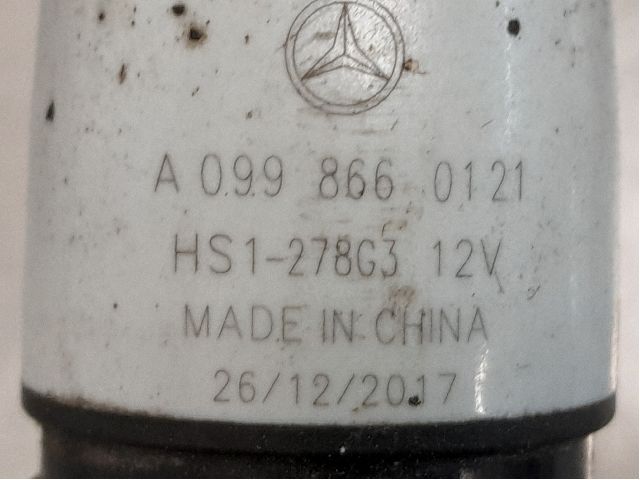 A 099 866 0121
HS1-278G3 12V
MADE IN CHINA
26/12/2017